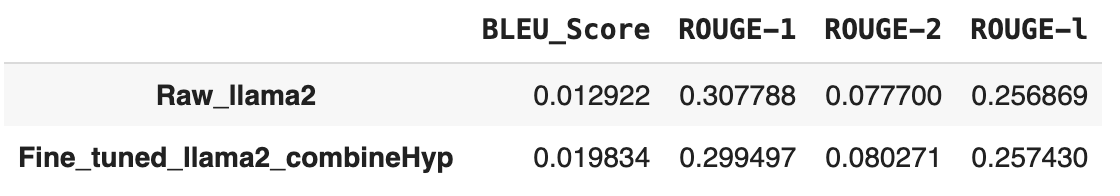 BLEU_Score ROUGE-1 ROUGE-2 ROUGE-l
Raw_llama2 0.012922 0.307788 0.077700 0.256869
Fine_tuned_llama2_combineHyp 0.019834 0.299497 0.080271 0.257430